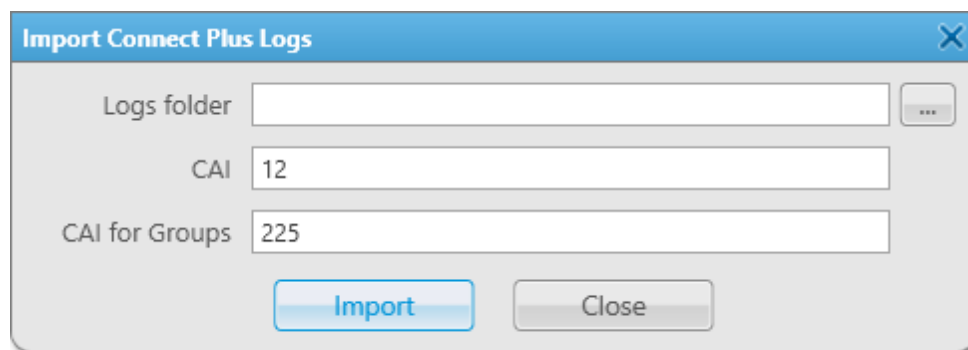 Import Connect Plus Logs
Logs folder
...
CAI 12
CAI for Groups 225
Import Close